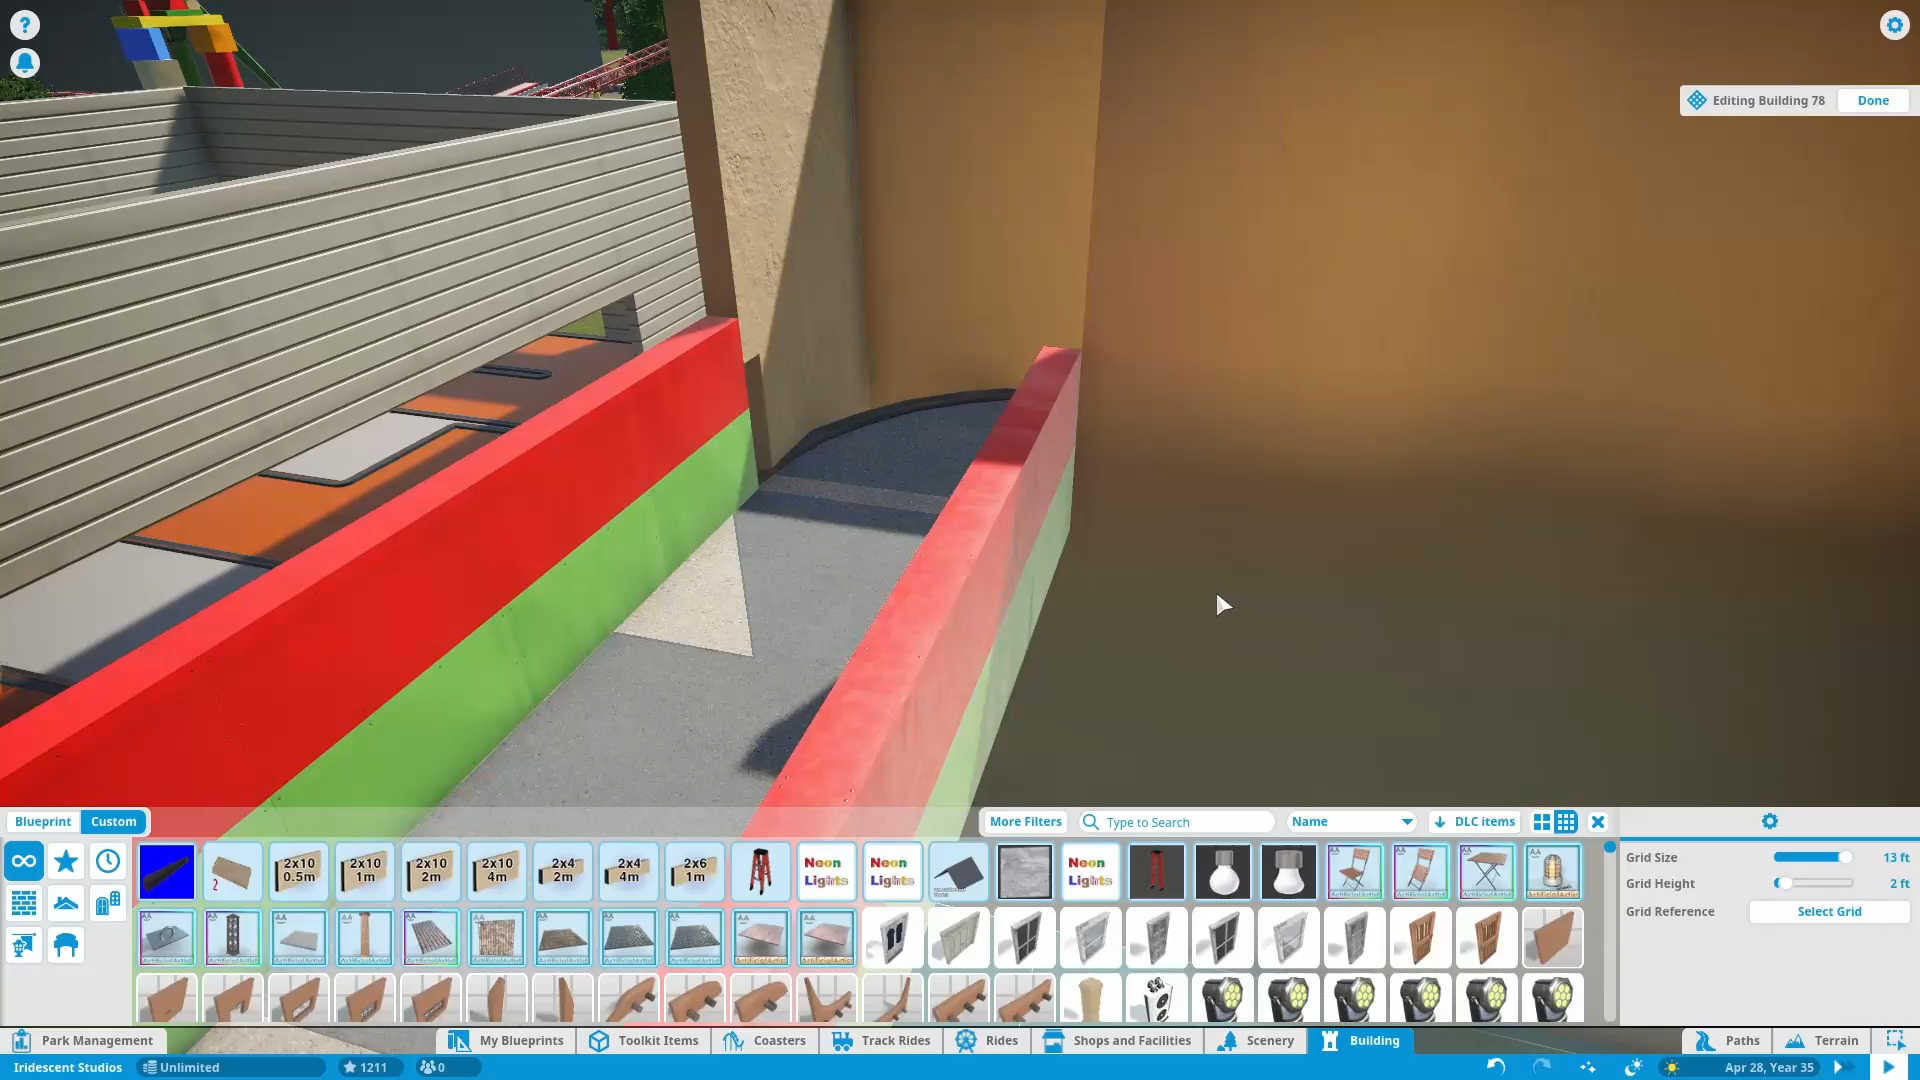 ?
Editing Building 78
Done
Blueprint
Custom
More Filters
Type to Search
Name
DLC items
2
2x10
0.5m
2x10
1m
2x10
2m
2x10
4m
2x4
2m
2x4
4m
2x6
1m
Neon
Lights
Neon
Lights
Neon
Lights
Grid Size
13 ft
Grid Height
2 ft
Grid Reference
Select Grid
Park Management
My Blueprints
Toolkit Items
Coasters
Track Rides
Rides
Shops and Facilities
Scenery
Building
Paths
Terrain
Iridescent Studios
Unlimited
1211
0
Apr 28, Year 35